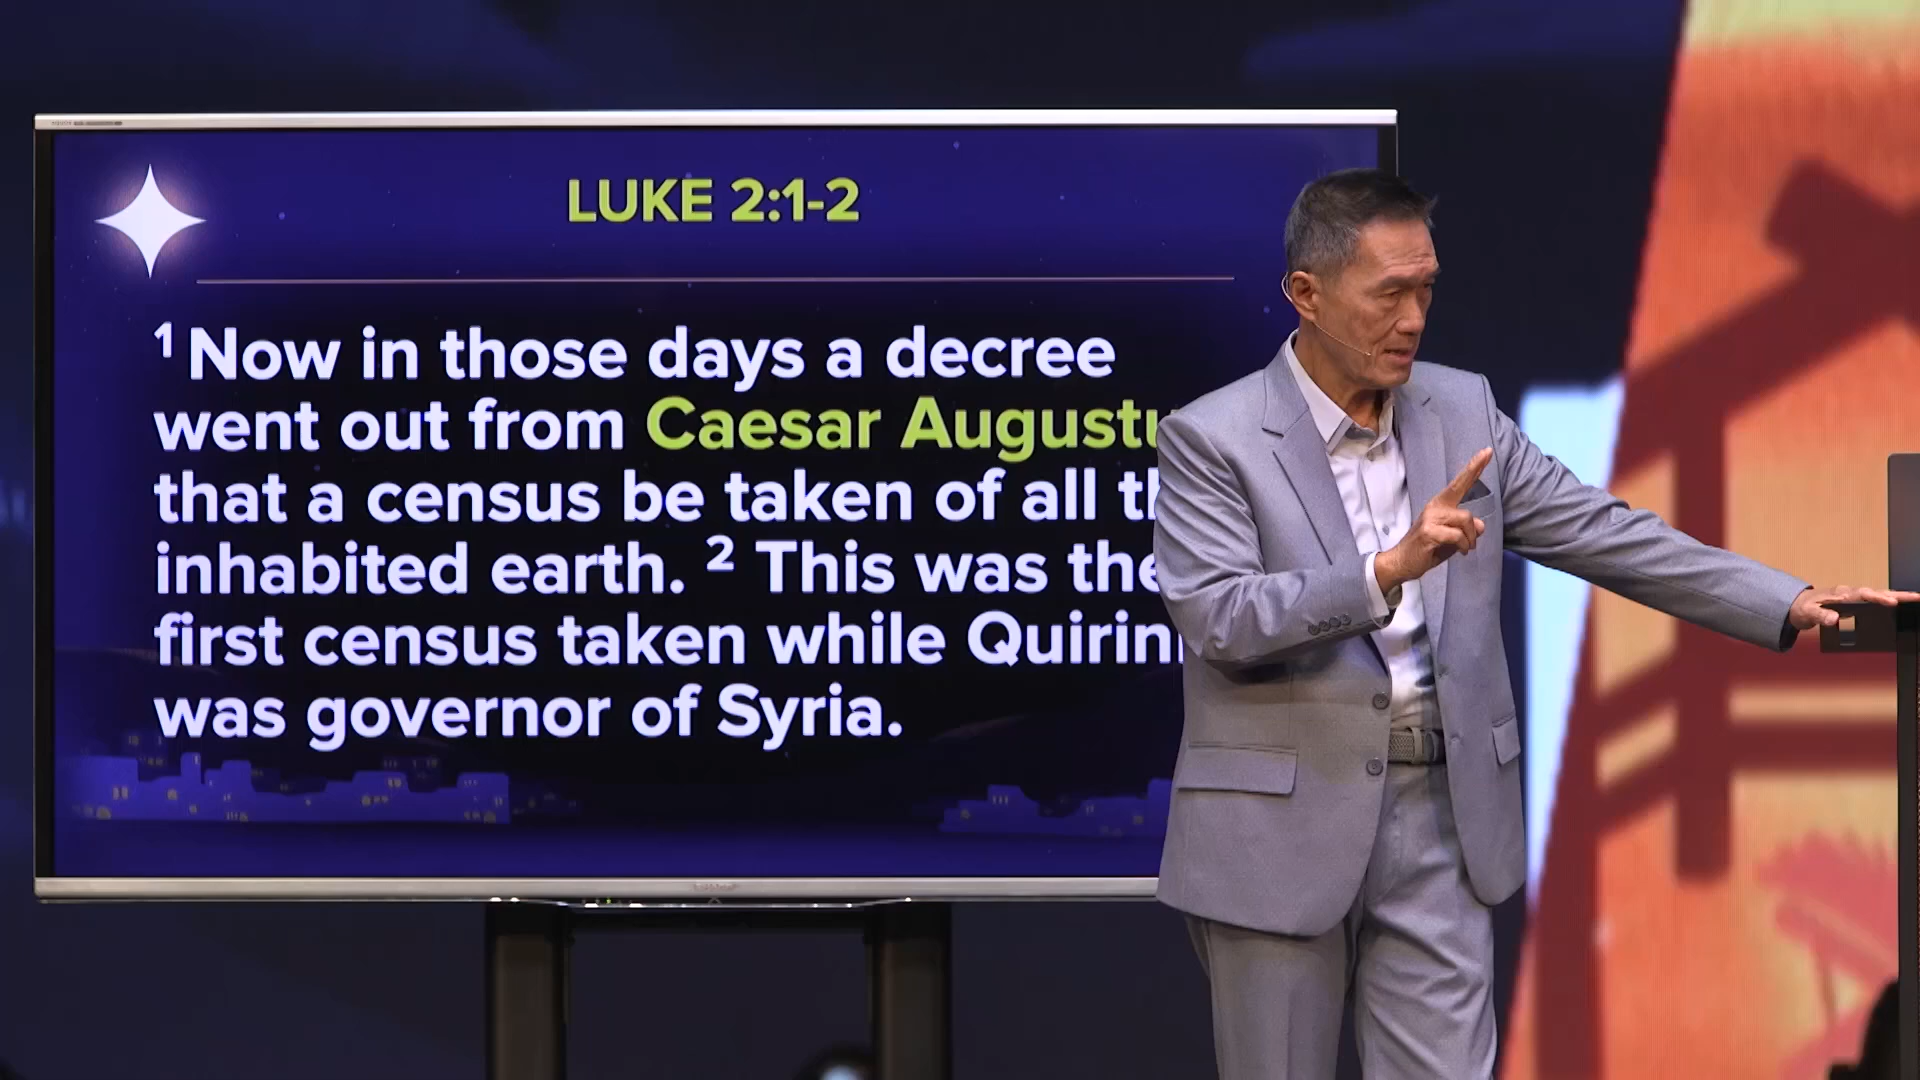 LUKE 2:1-2
1 Now in those days a decree
went out from Caesar Augustu
that a census be taken of all th
inhabited earth. 2 This was the
first census taken while Quirin
was governor of Syria.